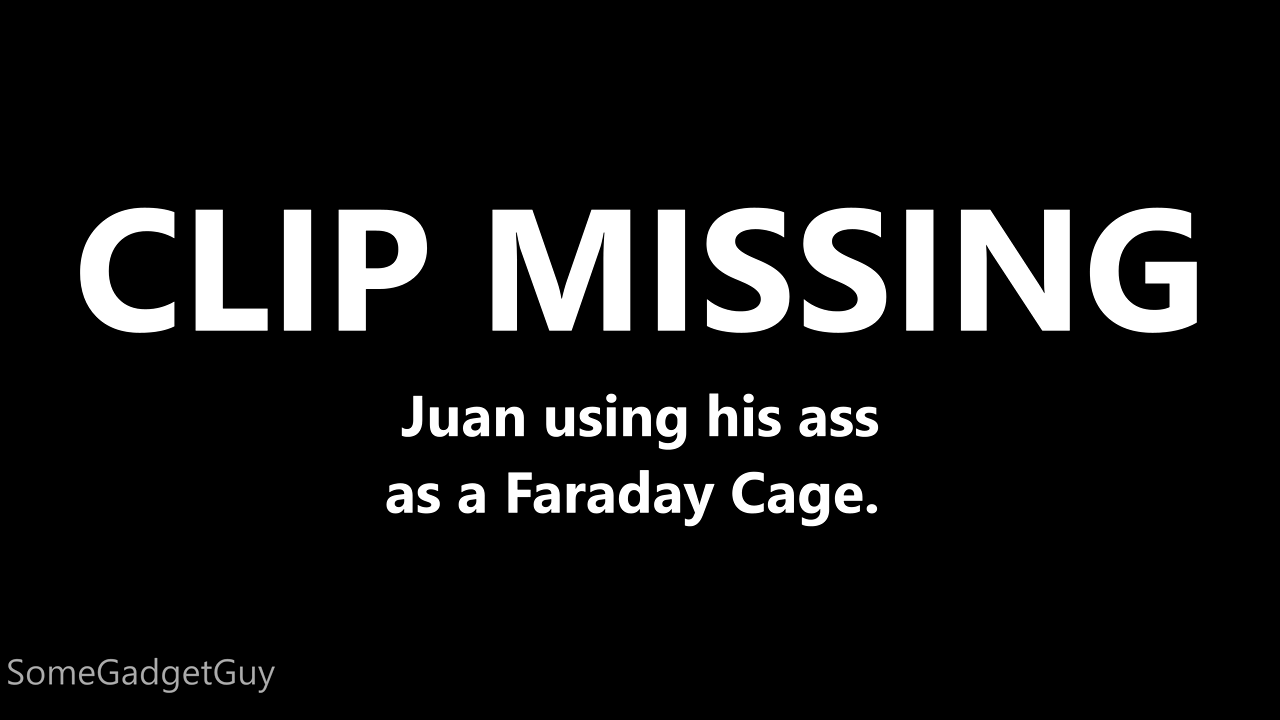 CLIP MISSING
Juan using his ass
as a Faraday Cage.
SomeGadgetGuy